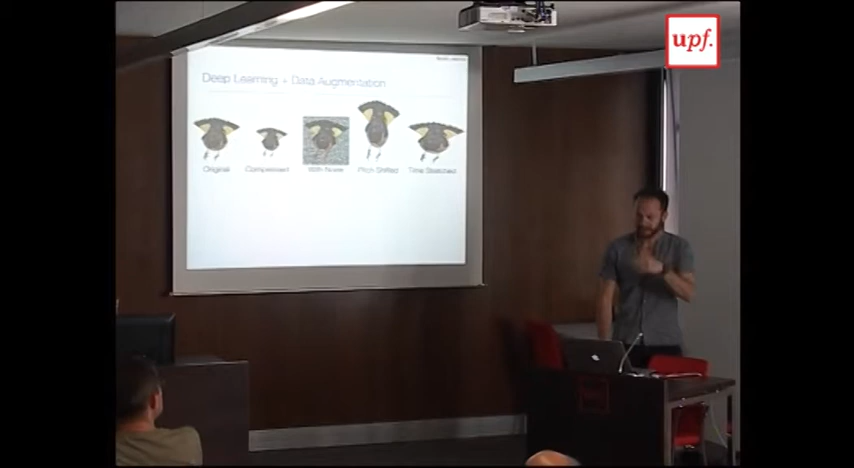 upf.
Deep Learning + Data Augmentation
Original Compressed With Noise Pitch Shifted Time Stretched